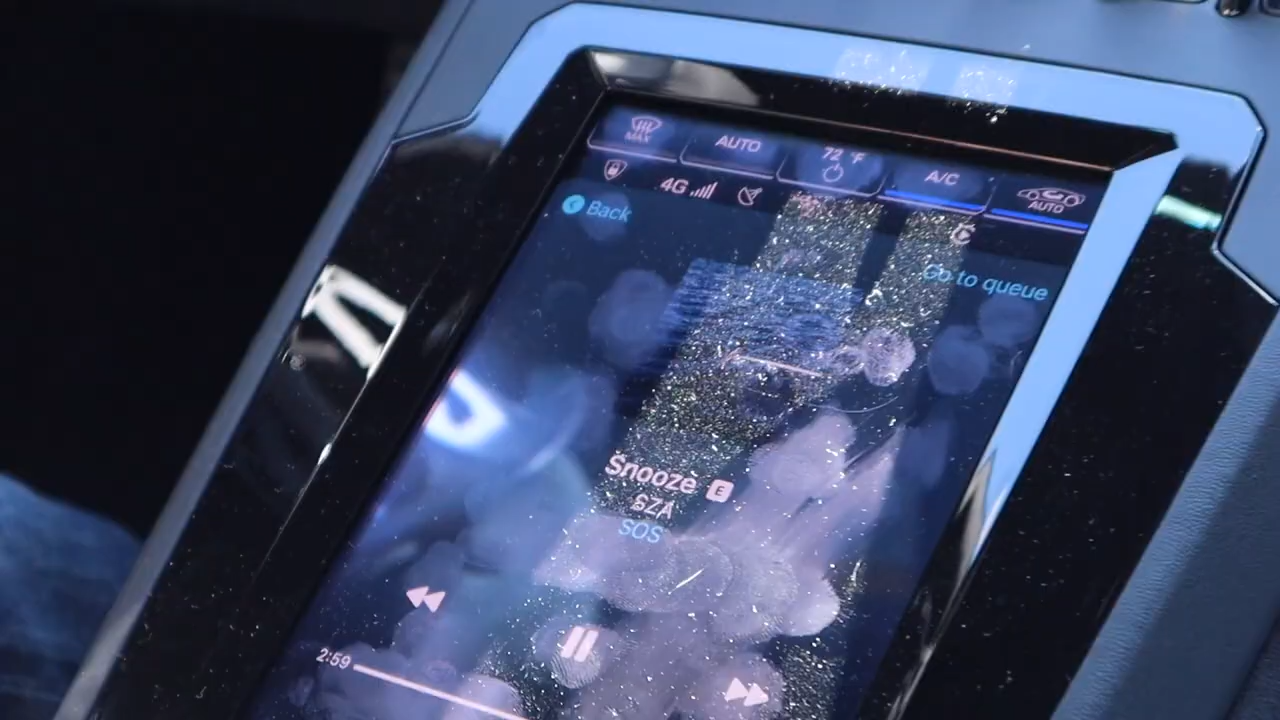 MAX
AUTO
72 °F
A/C
AUTO
4G
Back
Go to queue
Snooze E
SZA
SOS
2:59